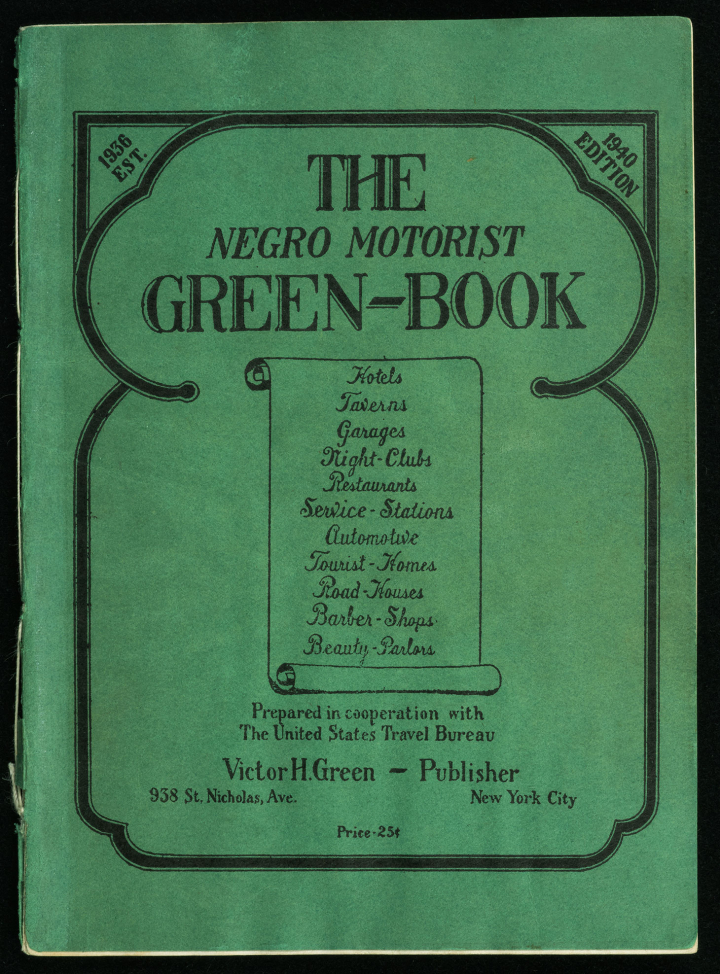 1936
EST.
1940
EDITION
THE
NEGRO MOTORIST
GREEN-BOOK
Hotels
Taverns
Garages
Night-Clubs
Restaurants
Service-Stations
Automotive
Tourist-Homes
Road-Houses
Barber-Shops
Beauty-Parlors
Prepared in cooperation with
The United States Travel Bureau
Victor H. Green - Publisher
938 St. Nicholas, Ave. New York City
Price-25¢